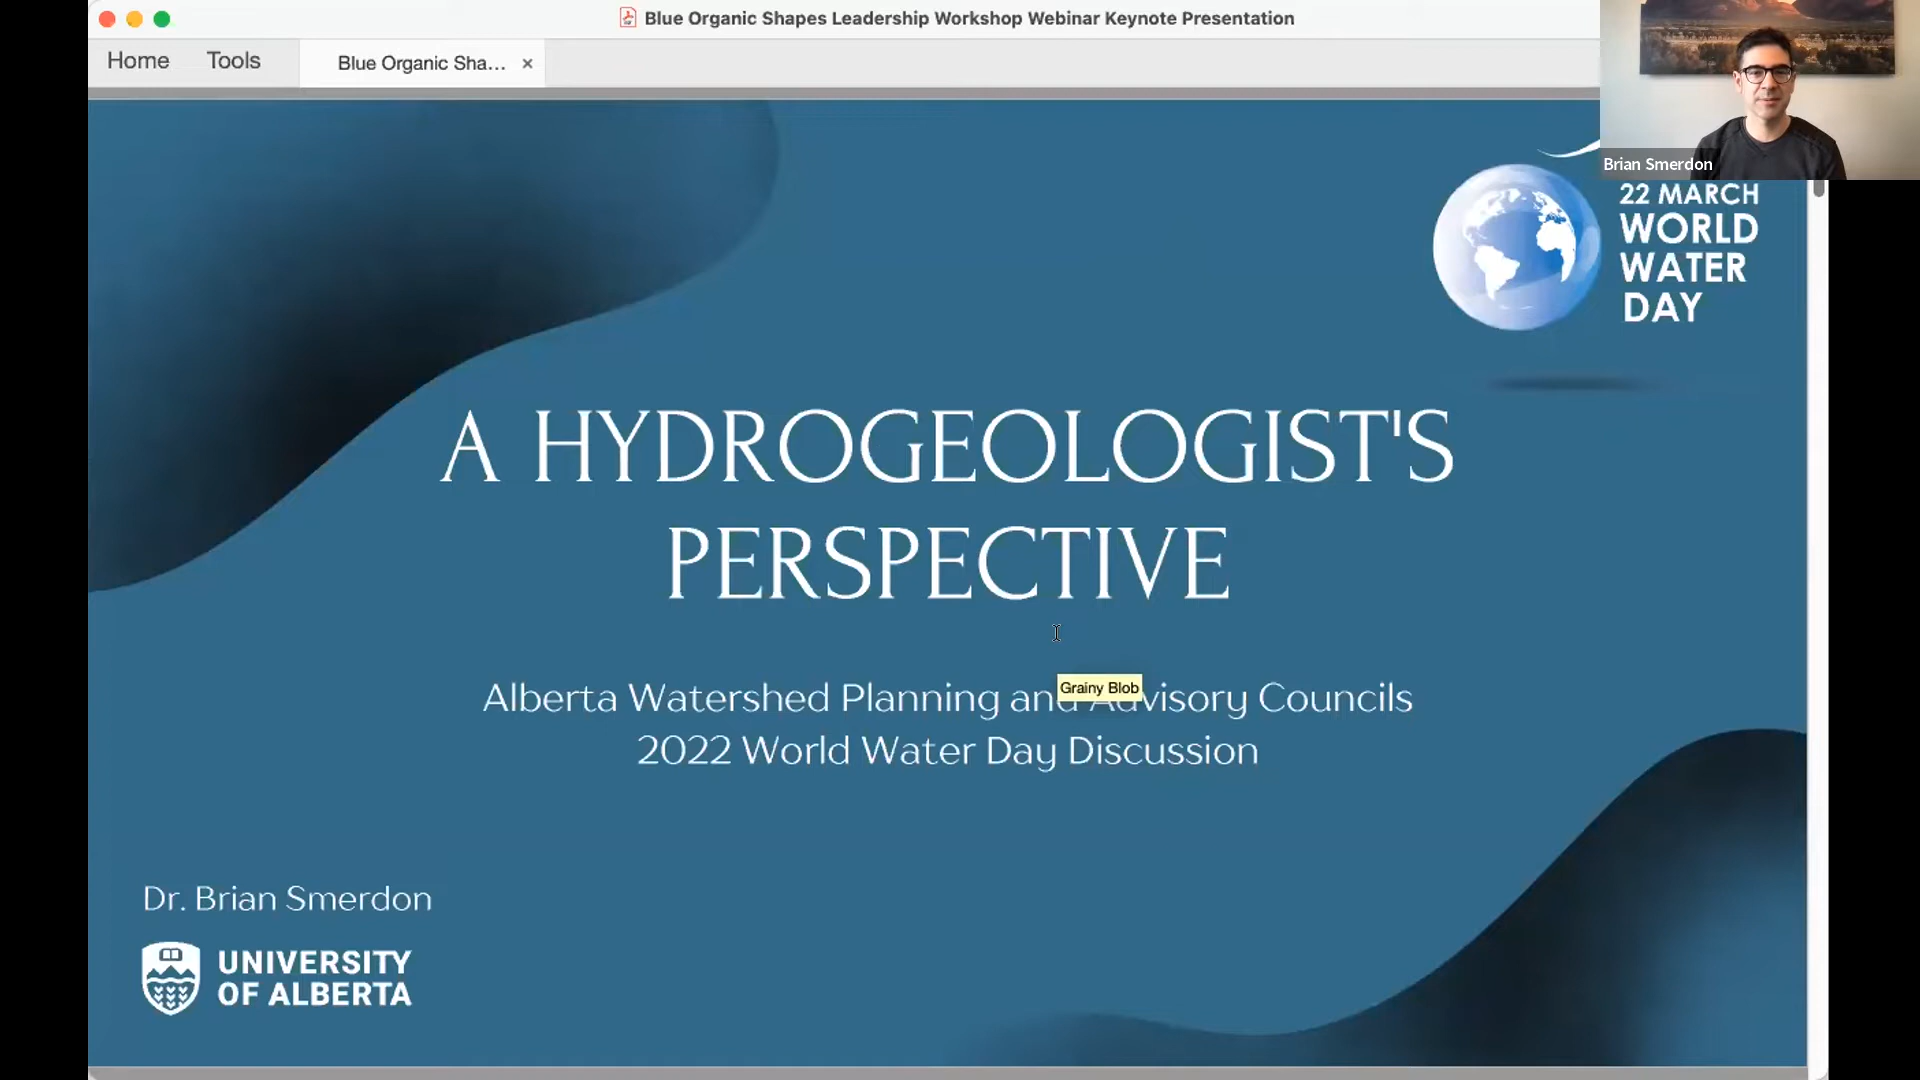 Blue Organic Shapes Leadership Workshop Webinar Keynote Presentation
Home
Tools
Blue Organic Sha...
Brian Smerdon
22 MARCH
WORLD
WATER
DAY
A HYDROGEOLOGIST'S
PERSPECTIVE
Grainy Blob
Alberta Watershed Planning and Advisory Councils
2022 World Water Day Discussion
Dr. Brian Smerdon
UNIVERSITY
OF ALBERTA